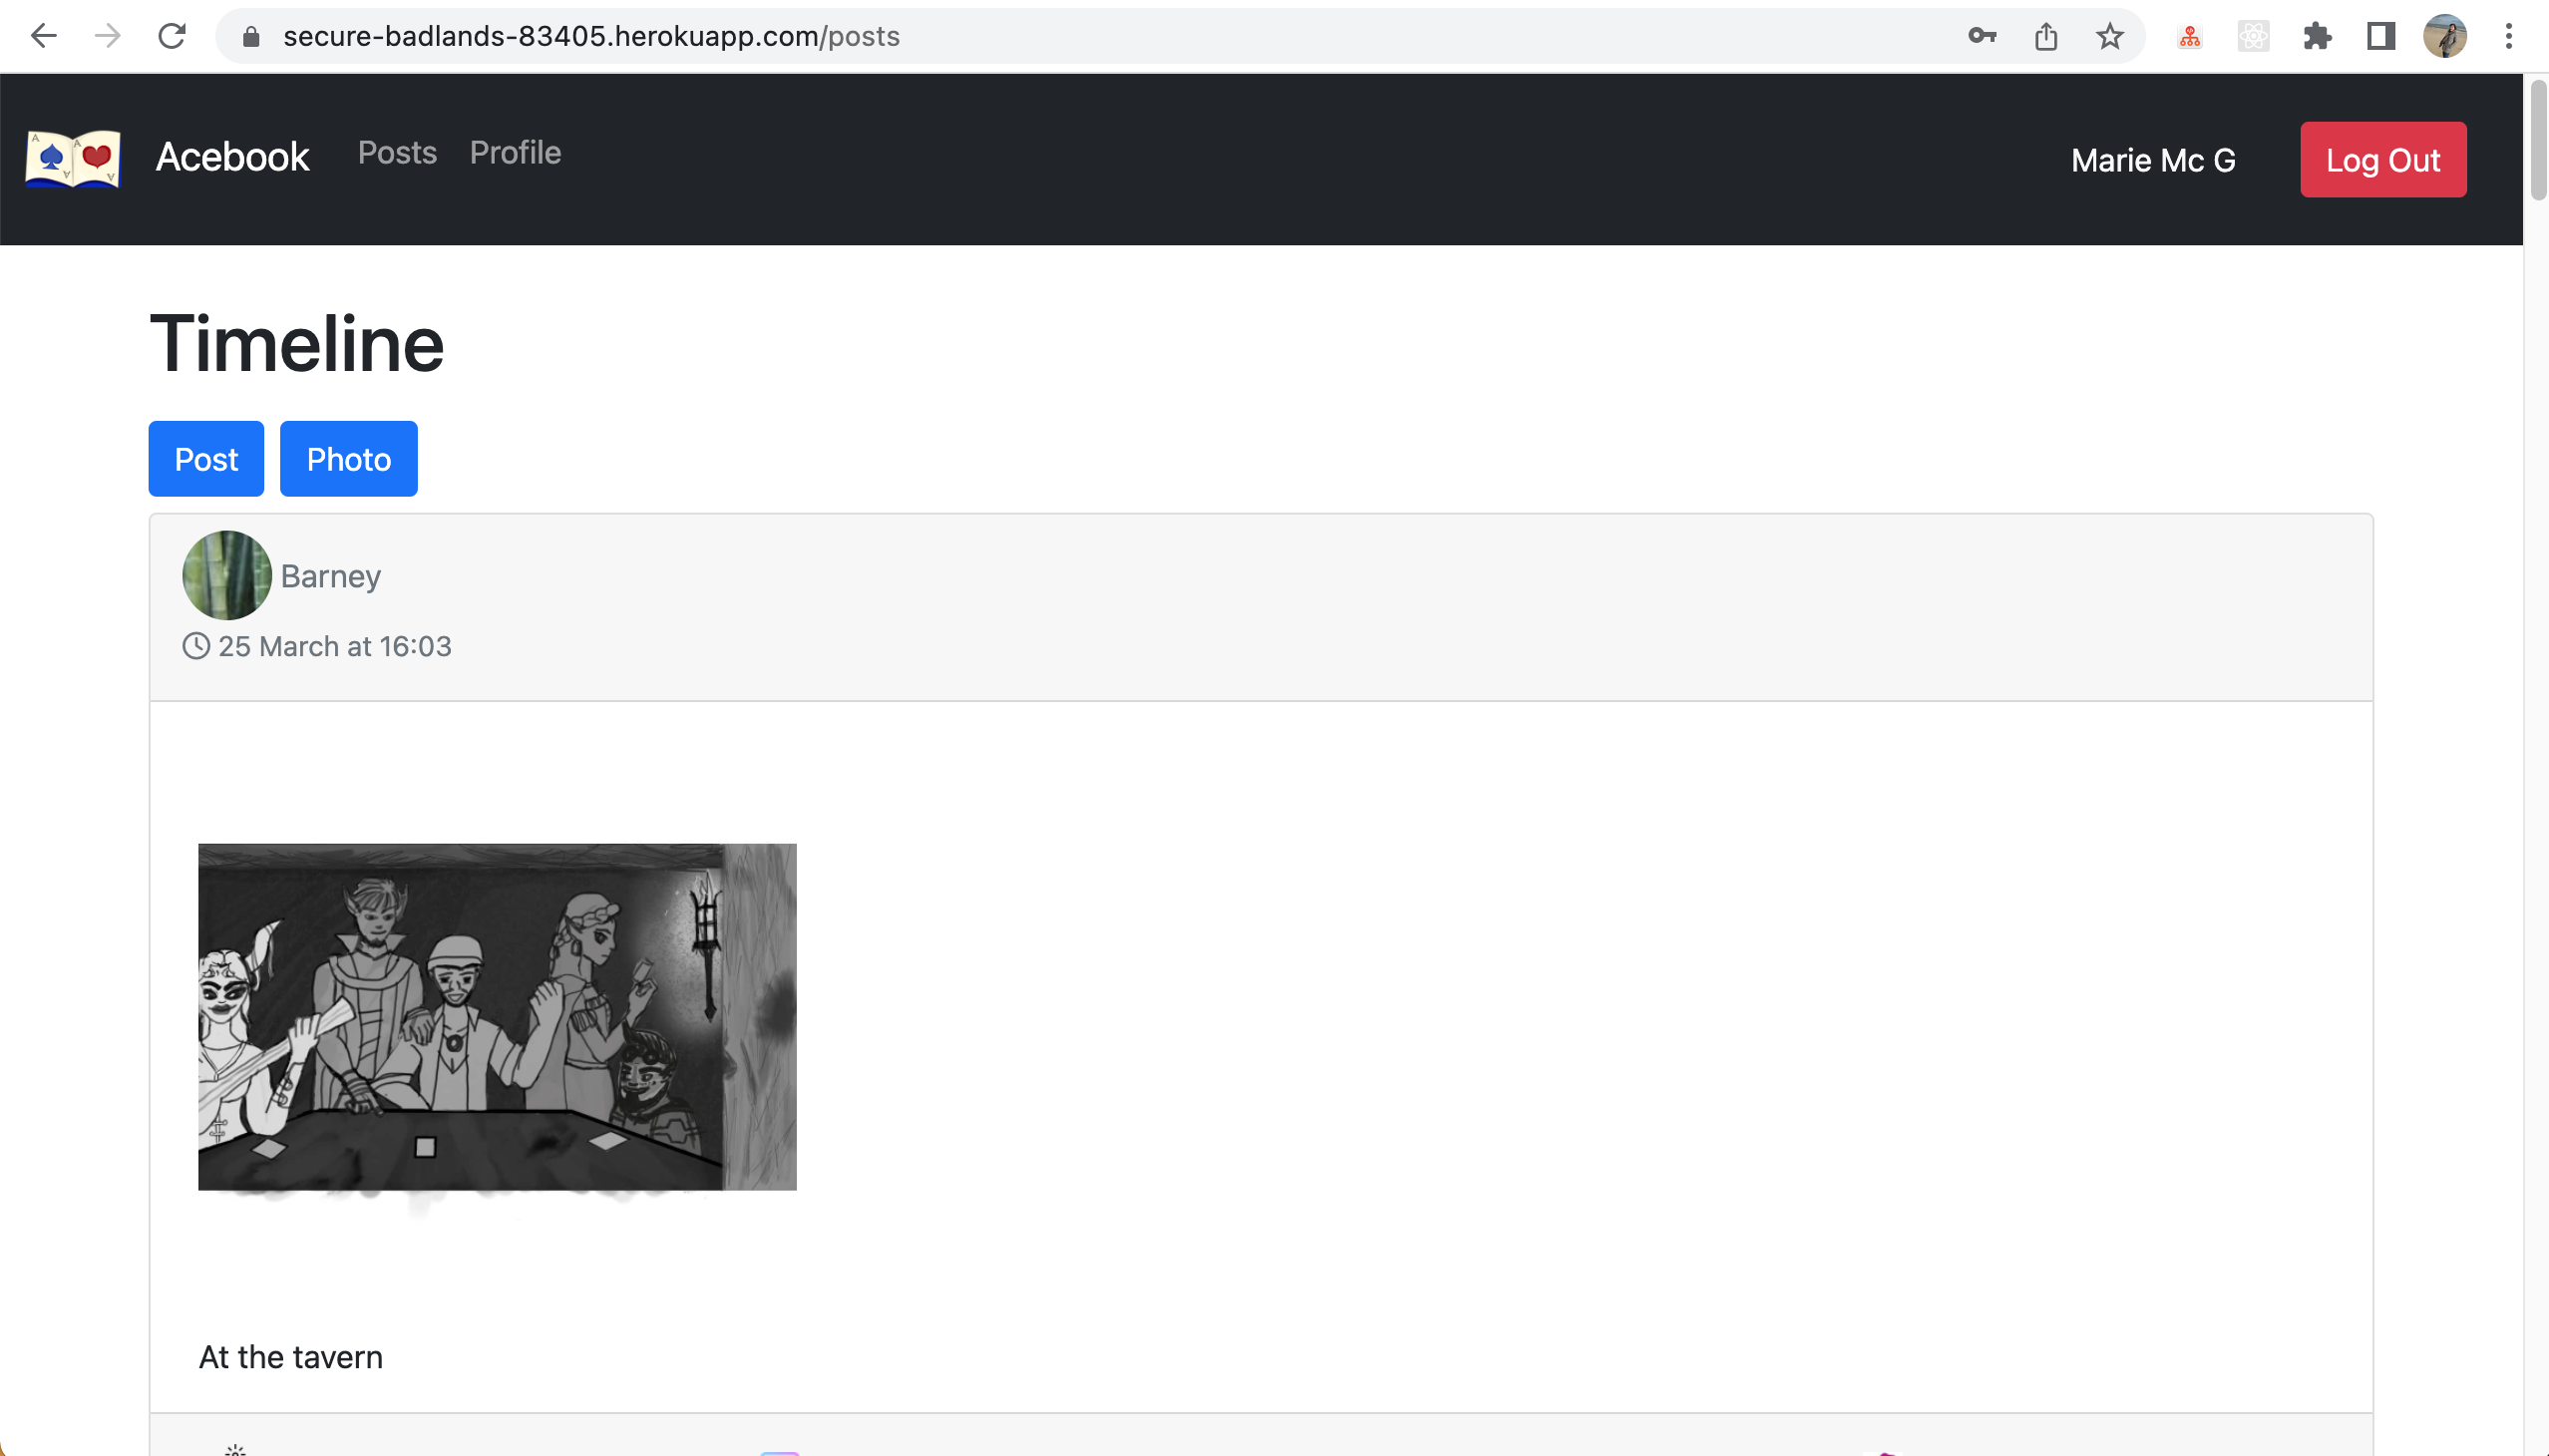 secure-badlands-83405.herokuapp.com/posts
Acebook Posts Profile Marie Mc G Log Out
Timeline
Post Photo
Barney
25 March at 16:03
At the tavern